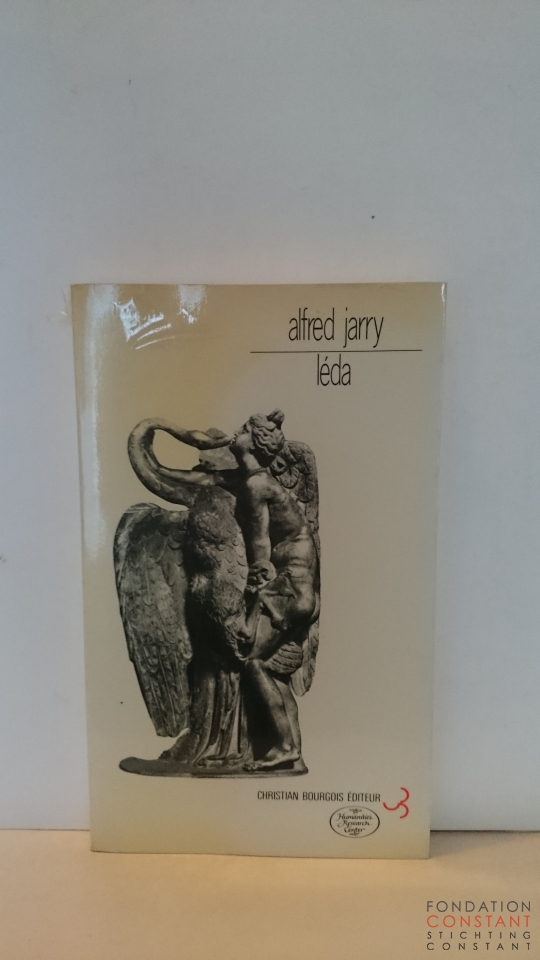 alfred jarry
léda
CHRISTIAN BOURGOIS ÉDITEUR
Humanities
Research
Center
FONDATION
CONSTANT
STICHTING
CONSTANT